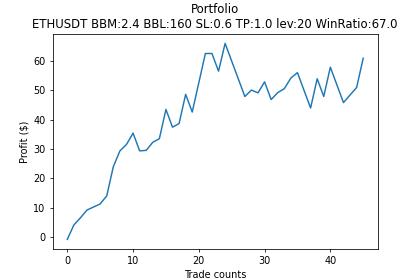 Portfolio
ETHUSDT BBM:2.4 BBL:160 SL:0.6 TP:1.0 lev:20 WinRatio:67.0
60
50
40
30
20
10
0
Profit ($)
0 10 20 30 40
Trade counts